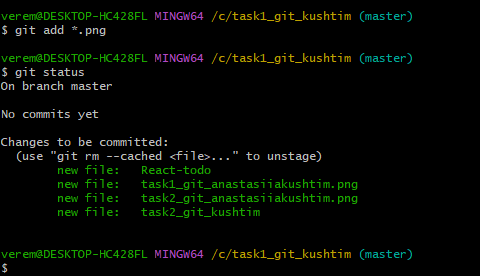 verem@DESKTOP-HC428FL MINGW64 /c/task1_git_kushtim (master)
$ git add *.png
verem@DESKTOP-HC428FL MINGW64 /c/task1_git_kushtim (master)
$ git status
On branch master
No commits yet
Changes to be committed:
(use "git rm --cached <file>..." to unstage)
new file: React-todo
new file: task1_git_anastasiiakushtim.png
new file: task2_git_anastasiiakushtim.png
new file: task2_git_kushtim
verem@DESKTOP-HC428FL MINGW64 /c/task1_git_kushtim (master)
$